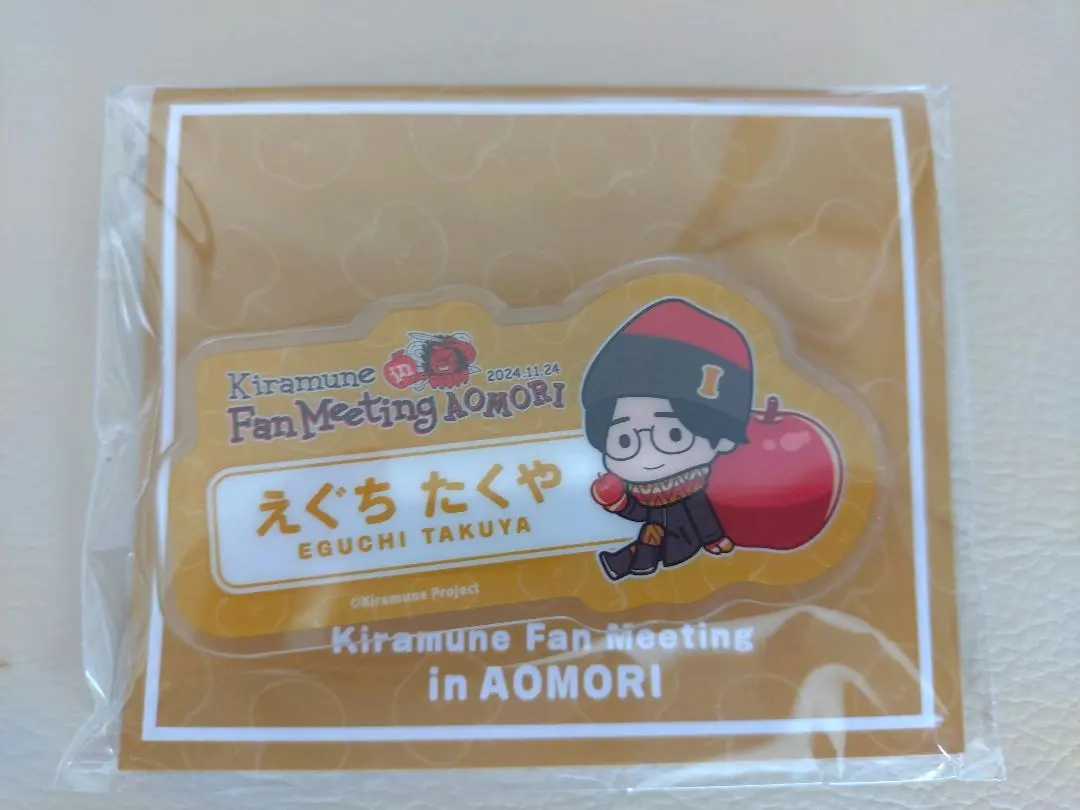 Kiramune in
2024.11.24
Fan Meeting AOMORI
I
えぐち たくや
EGUCHI TAKUYA
©Kiramune Project
Kiramune Fan Meeting
in AOMORI